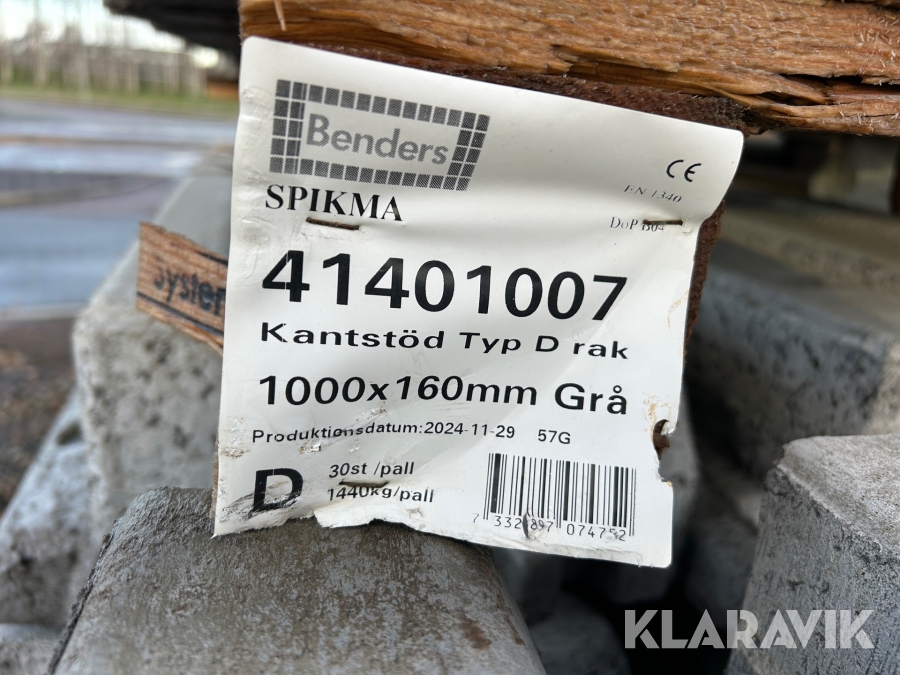 Benders
SPIKMA
CE
EN 1340
DoP B04
41401007
Kantstöd Typ D rak
1000x160mm Grå
Produktionsdatum:2024-11-29 57G
D
30st /pall
1440kg/pall
7 332897 074752
KLARAVIK